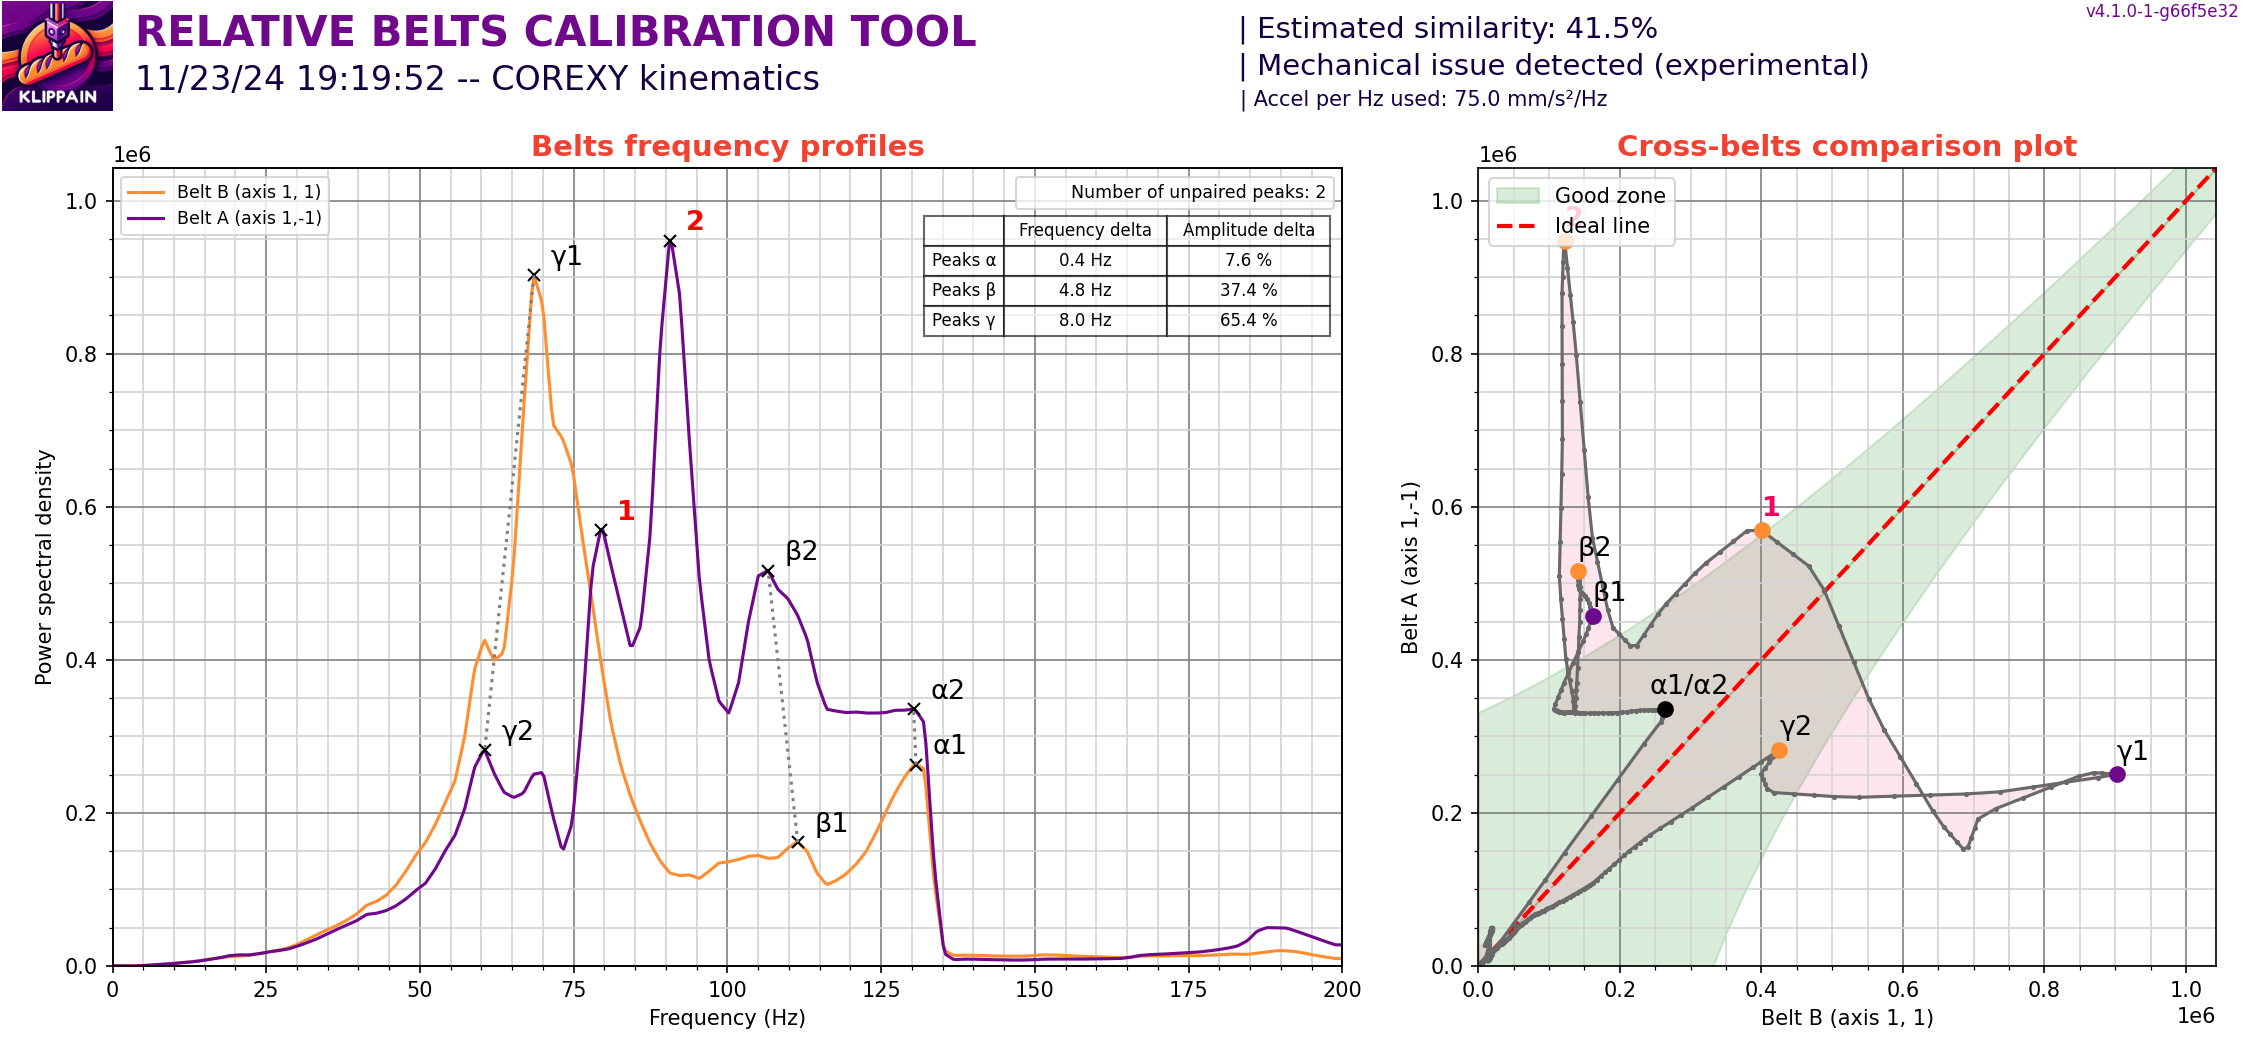 KLIPPAIN
RELATIVE BELTS CALIBRATION TOOL
11/23/24 19:19:52 -- COREXY kinematics
| Estimated similarity: 41.5%
| Mechanical issue detected (experimental)
| Accel per Hz used: 75.0 mm/s²/Hz
v4.1.0-1-g66f5e32
Belts frequency profiles
1e6
Belt B (axis 1, 1)
Belt A (axis 1,-1)
Number of unpaired peaks: 2
Frequency delta Amplitude delta
Peaks α 0.4 Hz 7.6 %
Peaks β 4.8 Hz 37.4 %
Peaks γ 8.0 Hz 65.4 %
γ1
2
1
β2
γ2
α2
α1
β1
Power spectral density
1.0
0.8
0.6
0.4
0.2
0.0
0 25 50 75 100 125 150 175 200
Frequency (Hz)
Cross-belts comparison plot
1e6
Good zone
Ideal line
2
1
β2
β1
α1/α2
γ2
γ1
Belt A (axis 1,-1)
1.0
0.8
0.6
0.4
0.2
0.0
0.0 0.2 0.4 0.6 0.8 1.0
Belt B (axis 1, 1)
1e6